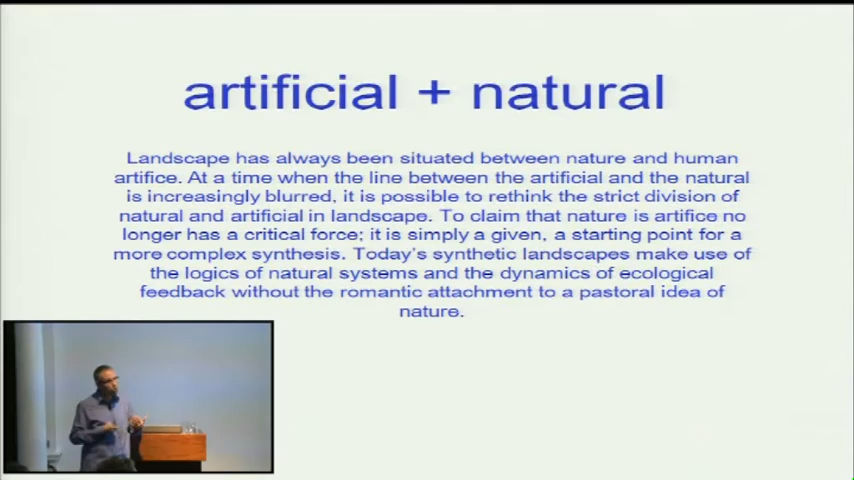 artificial + natural
Landscape has always been situated between nature and human
artifice. At a time when the line between the artificial and the natural
is increasingly blurred, it is possible to rethink the strict division of
natural and artificial in landscape. To claim that nature is artifice no
longer has a critical force; it is simply a given, a starting point for a
more complex synthesis. Today's synthetic landscapes make use of
the logics of natural systems and the dynamics of ecological
feedback without the romantic attachment to a pastoral idea of
nature.